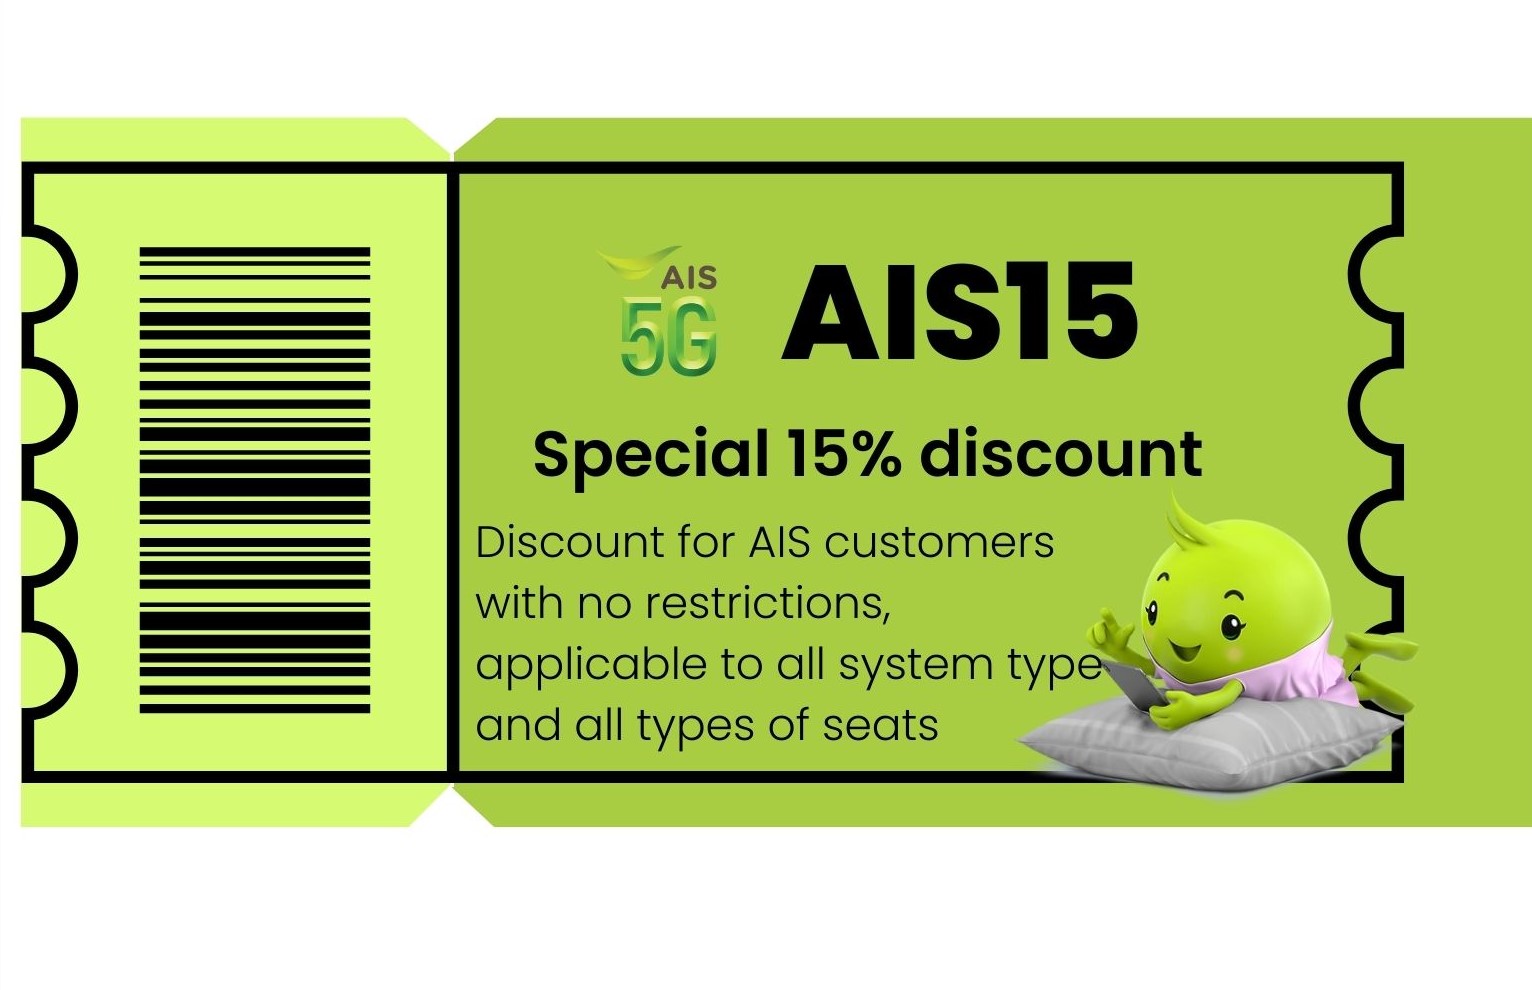 AIS
5G
AIS15
Special 15% discount
Discount for AIS customers
with no restrictions,
applicable to all system type
and all types of seats